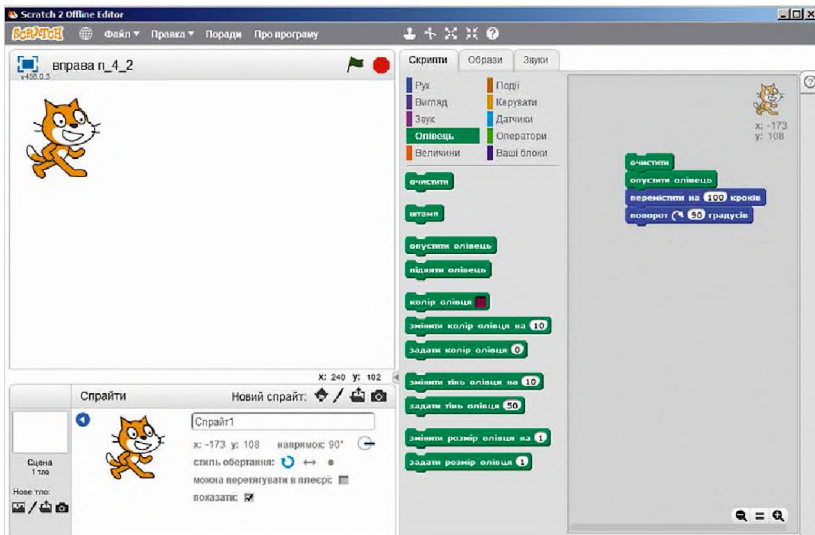 Scratch 2 Offline Editor
SCRATCH Файл Правка Поради Про програму
вправа n_4_2
v456.0.3
Скрипти Образи Звуки
Рух Події
Вигляд Керувати
Звук Датчики
Олівець Оператори
Величини Ваші блоки
очистити
штамп
опустити олівець
підняти олівець
колір олівця
змінити колір олівця на 10
задати колір олівця 0
змінити тінь олівця на 10
задати тінь олівця 50
змінити розмір олівця на 1
задати розмір олівця 1
x: -173
y: 108
очистити
опустити олівець
перемістити на 100 кроків
поворот 90 градусів
x: 240 y: 102
Спрайти Новий спрайт:
Спрайт1
x: -173 y: 108 напрямок: 90°
стиль обертання:
можна перетягувати в плеєрі:
показати:
Сцена
1 тло
Нове тло: